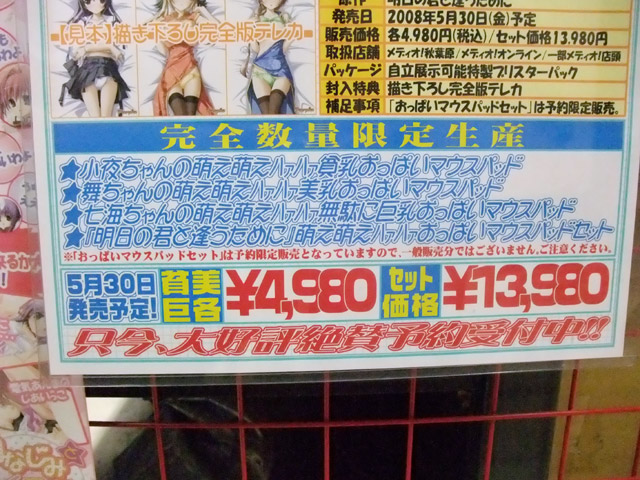 発売日 2008年5月30日(金)予定
販売価格 各4,980円(税込)/セット価格13,980円
取扱店舗 メディオ!秋葉原/メディオ!オンライン/一部メディオ!店頭
パッケージ 自立展示可能特製ブリスターパック
封入特典 描き下ろし完全版テレカ
補足事項 「おっぱいマウスパッドセット」は予約限定販売。
【見本】描き下ろし完全版テレカ
完全数量限定生産
★小夜ちゃんの萌え萌えハァハァ貧乳おっぱいマウスパッド
★舞ちゃんの萌え萌えハァハァ美乳おっぱいマウスパッド
★七海ちゃんの萌え萌えハァハァ無駄に巨乳おっぱいマウスパッド
★『明日の君と逢うために』萌え萌えハァハァおっぱいマウスパッドセット
※「おっぱいマウスパッドセット」は予約限定販売となっていますので、一般販売分ではございません。ご注意ください。
5月30日発売予定!
貧美巨各 ¥4,980
セット価格 ¥13,980
只今、大好評絶賛予約受付中!!
なじみ